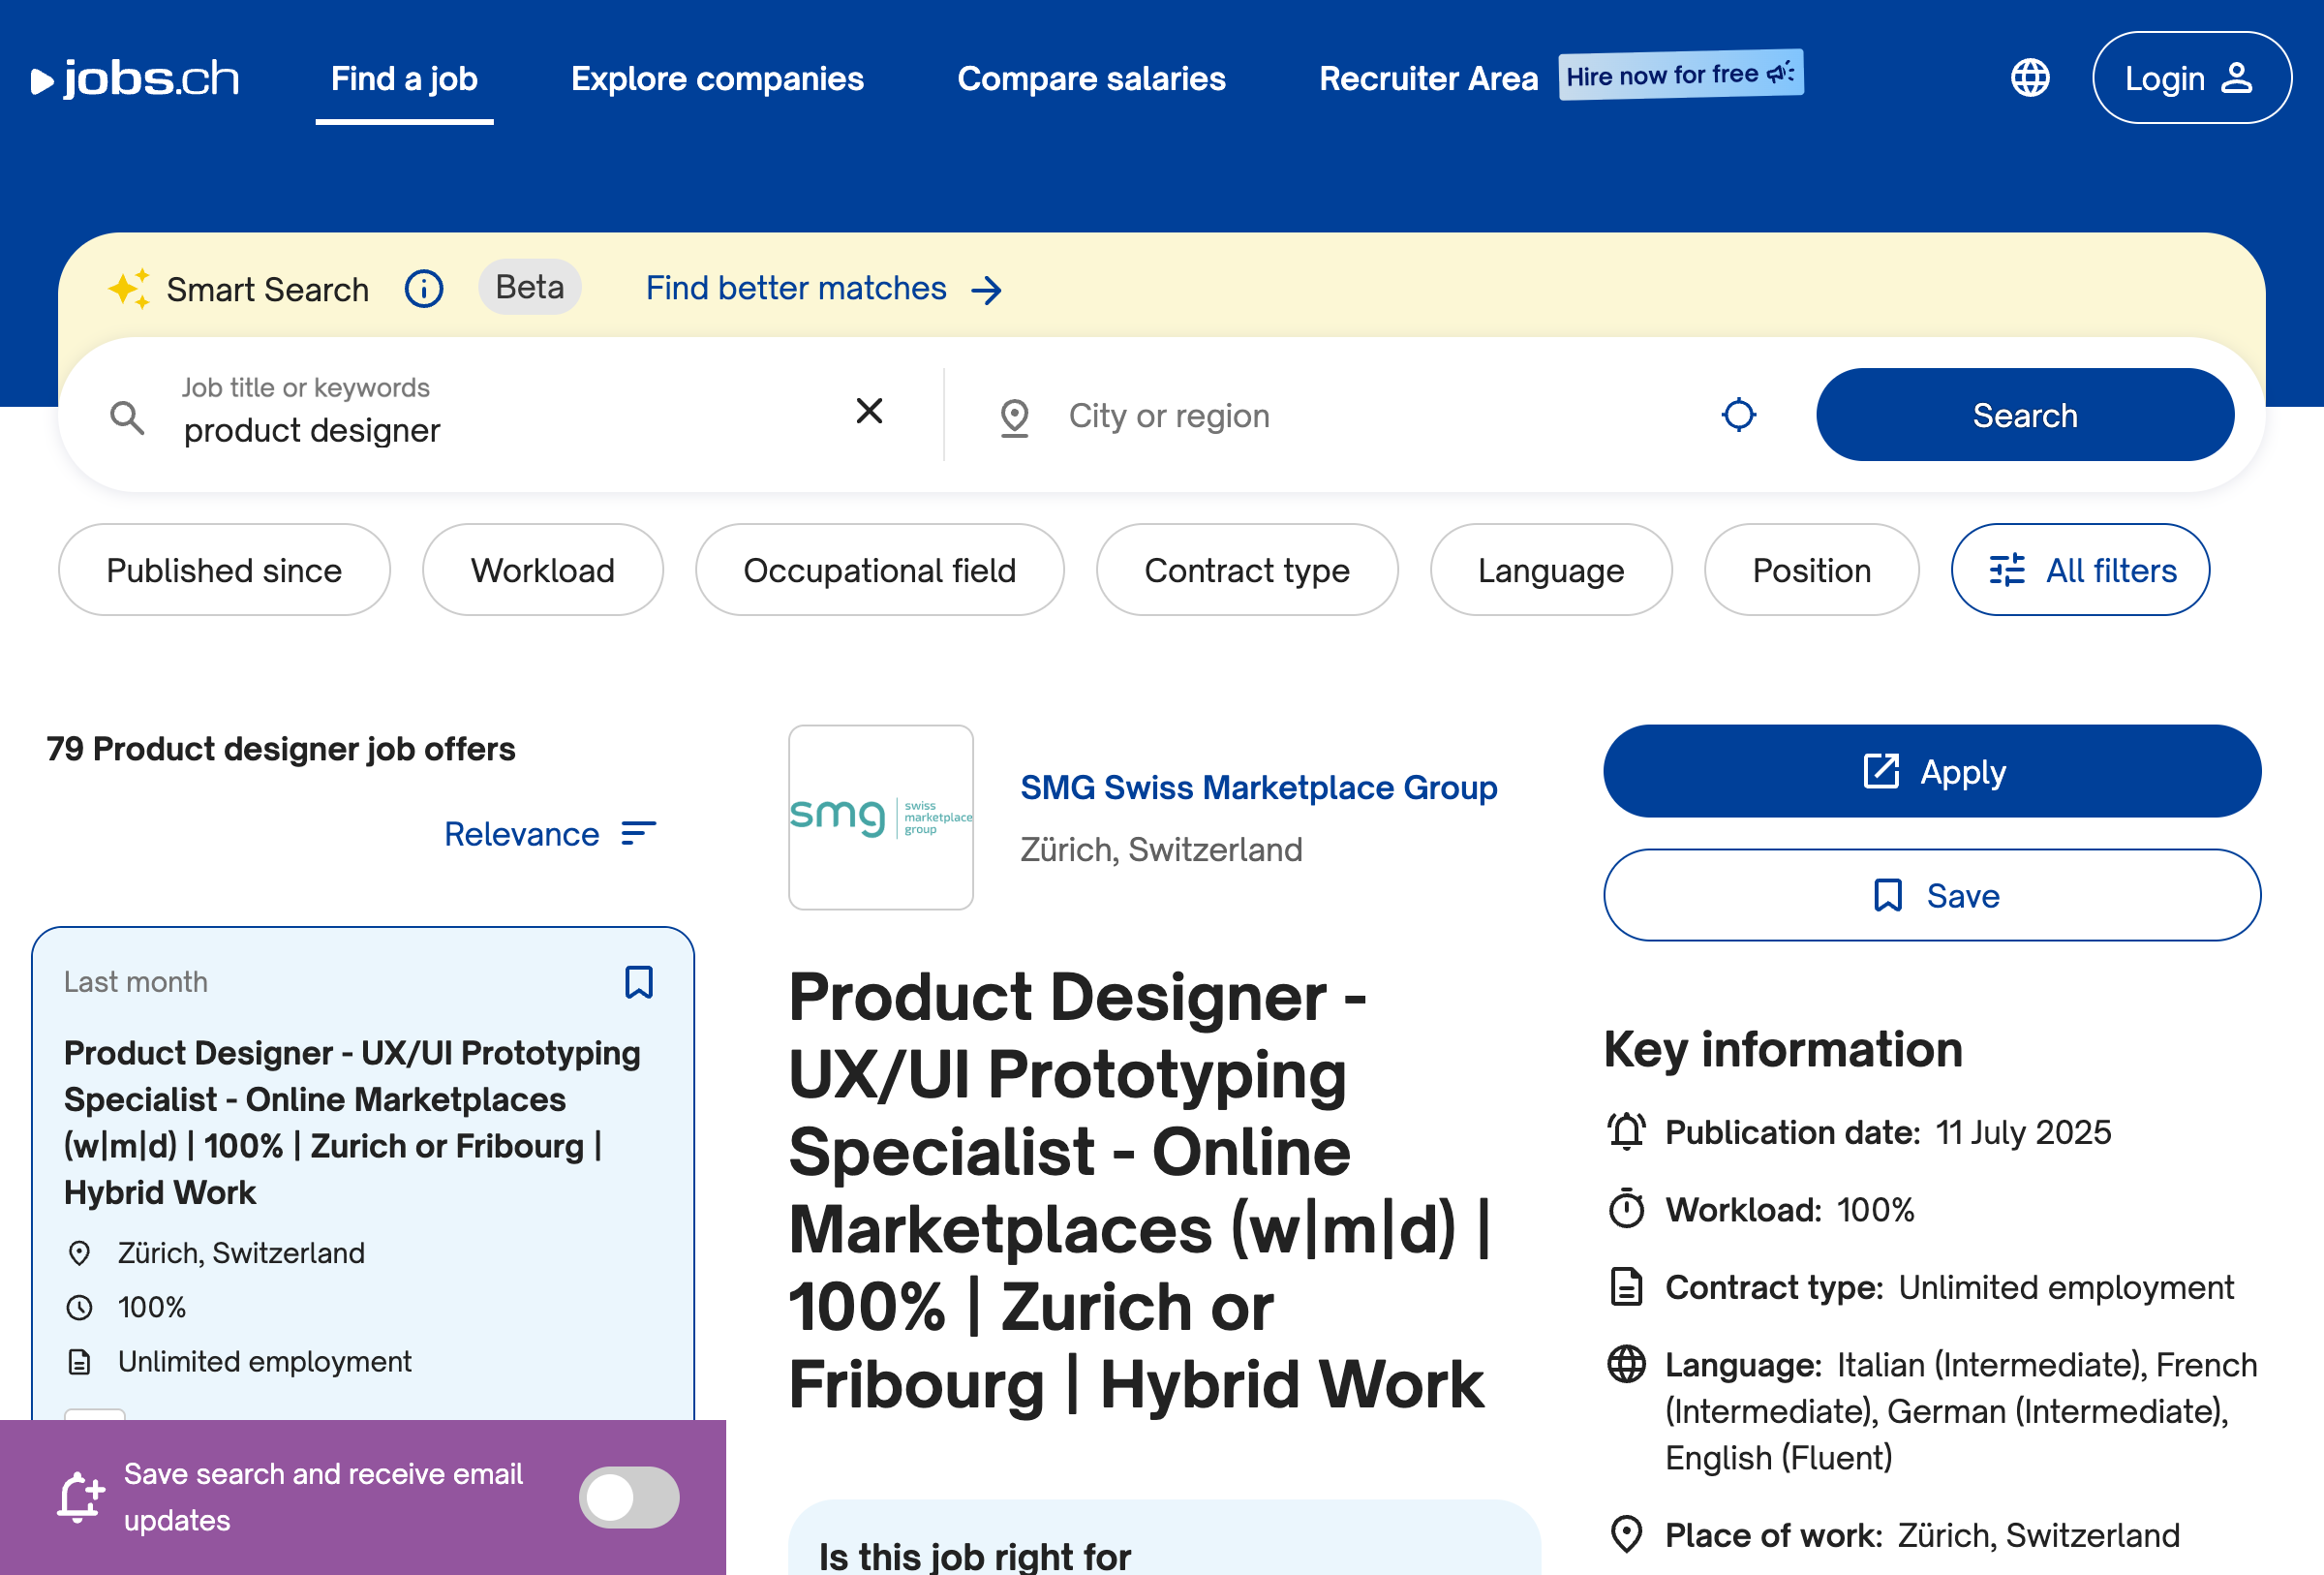 jobs.ch
Find a job
Explore companies
Compare salaries
Recruiter Area
Hire now for free
Login
Smart Search
Beta
Find better matches
Job title or keywords
product designer
City or region
Search
Published since
Workload
Occupational field
Contract type
Language
Position
All filters
79 Product designer job offers
Relevance
Last month
Product Designer - UX/UI Prototyping
Specialist - Online Marketplaces
(w|m|d) | 100% | Zurich or Fribourg |
Hybrid Work
Zürich, Switzerland
100%
Unlimited employment
Save search and receive email
updates
smg
swiss
marketplace
group
SMG Swiss Marketplace Group
Zürich, Switzerland
Product Designer -
UX/UI Prototyping
Specialist - Online
Marketplaces (w|m|d) |
100% | Zurich or
Fribourg | Hybrid Work
Is this job right for
Apply
Save
Key information
Publication date: 11 July 2025
Workload: 100%
Contract type: Unlimited employment
Language: Italian (Intermediate), French
(Intermediate), German (Intermediate),
English (Fluent)
Place of work: Zürich, Switzerland